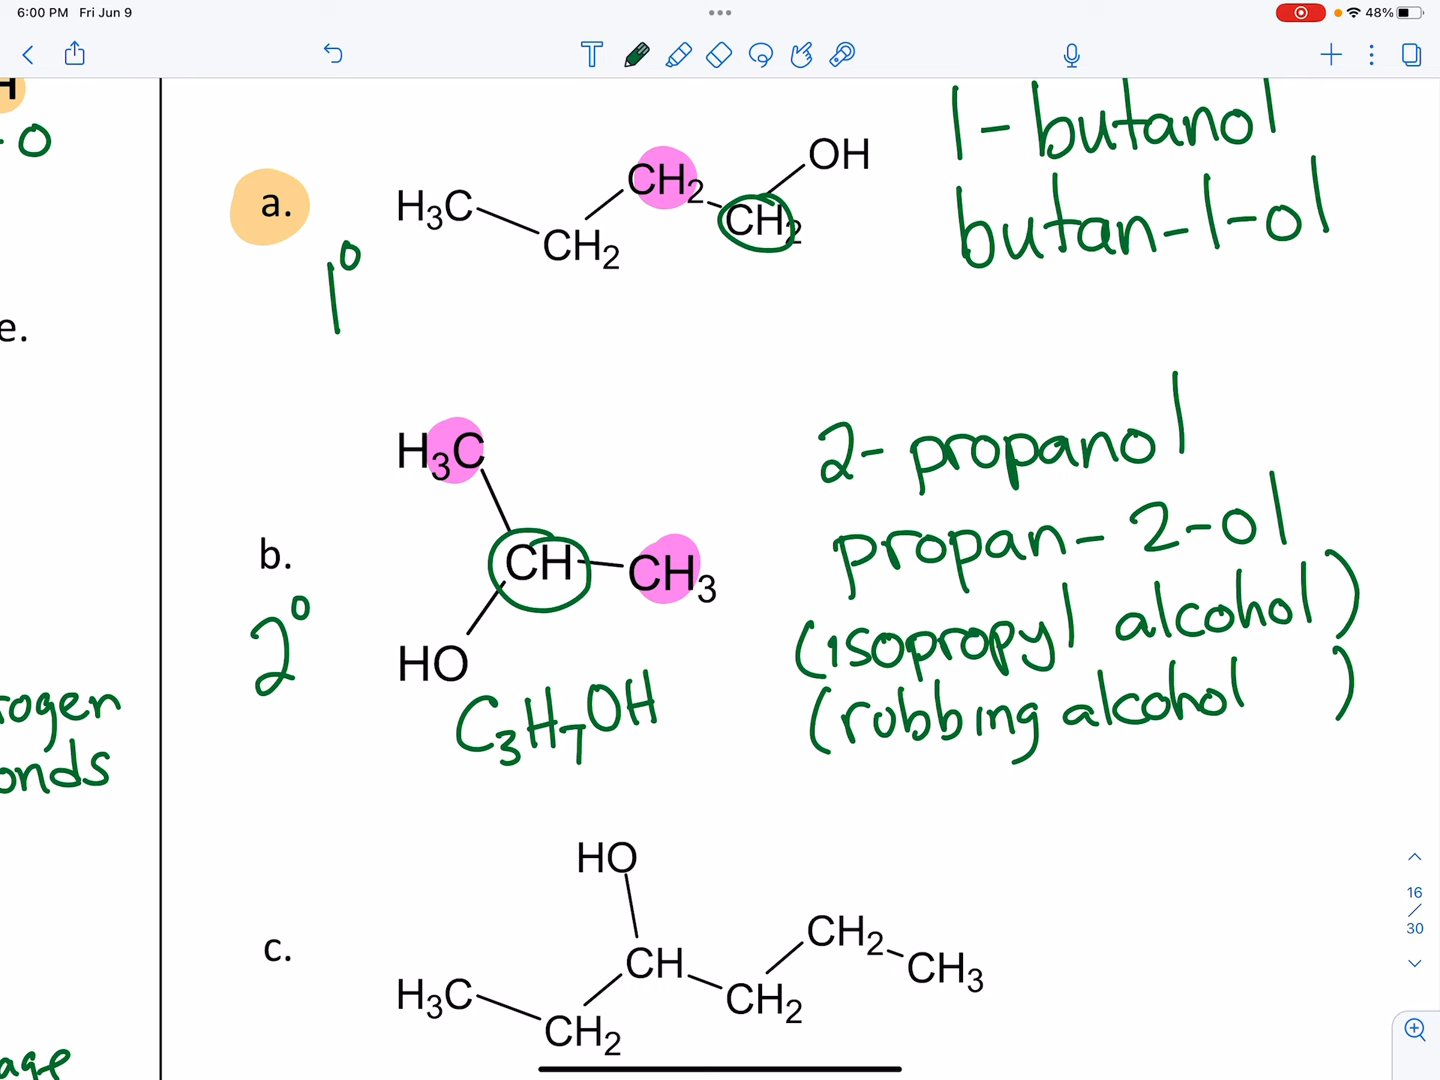 6:00 PM Fri Jun 9
48%
H
O
1-butanol
OH
CH2
a.
H3C
CH2
CH2
butan-1-ol
1°
e.
H3C
2-propanol
b.
CH
CH3
propan-2-ol
2°
HO
(isopropyl alcohol)
C3H7OH
(rubbing alcohol )
rogen
onds
HO
16
/
30
c.
CH
CH2
CH3
H3C
CH2
CH2
age